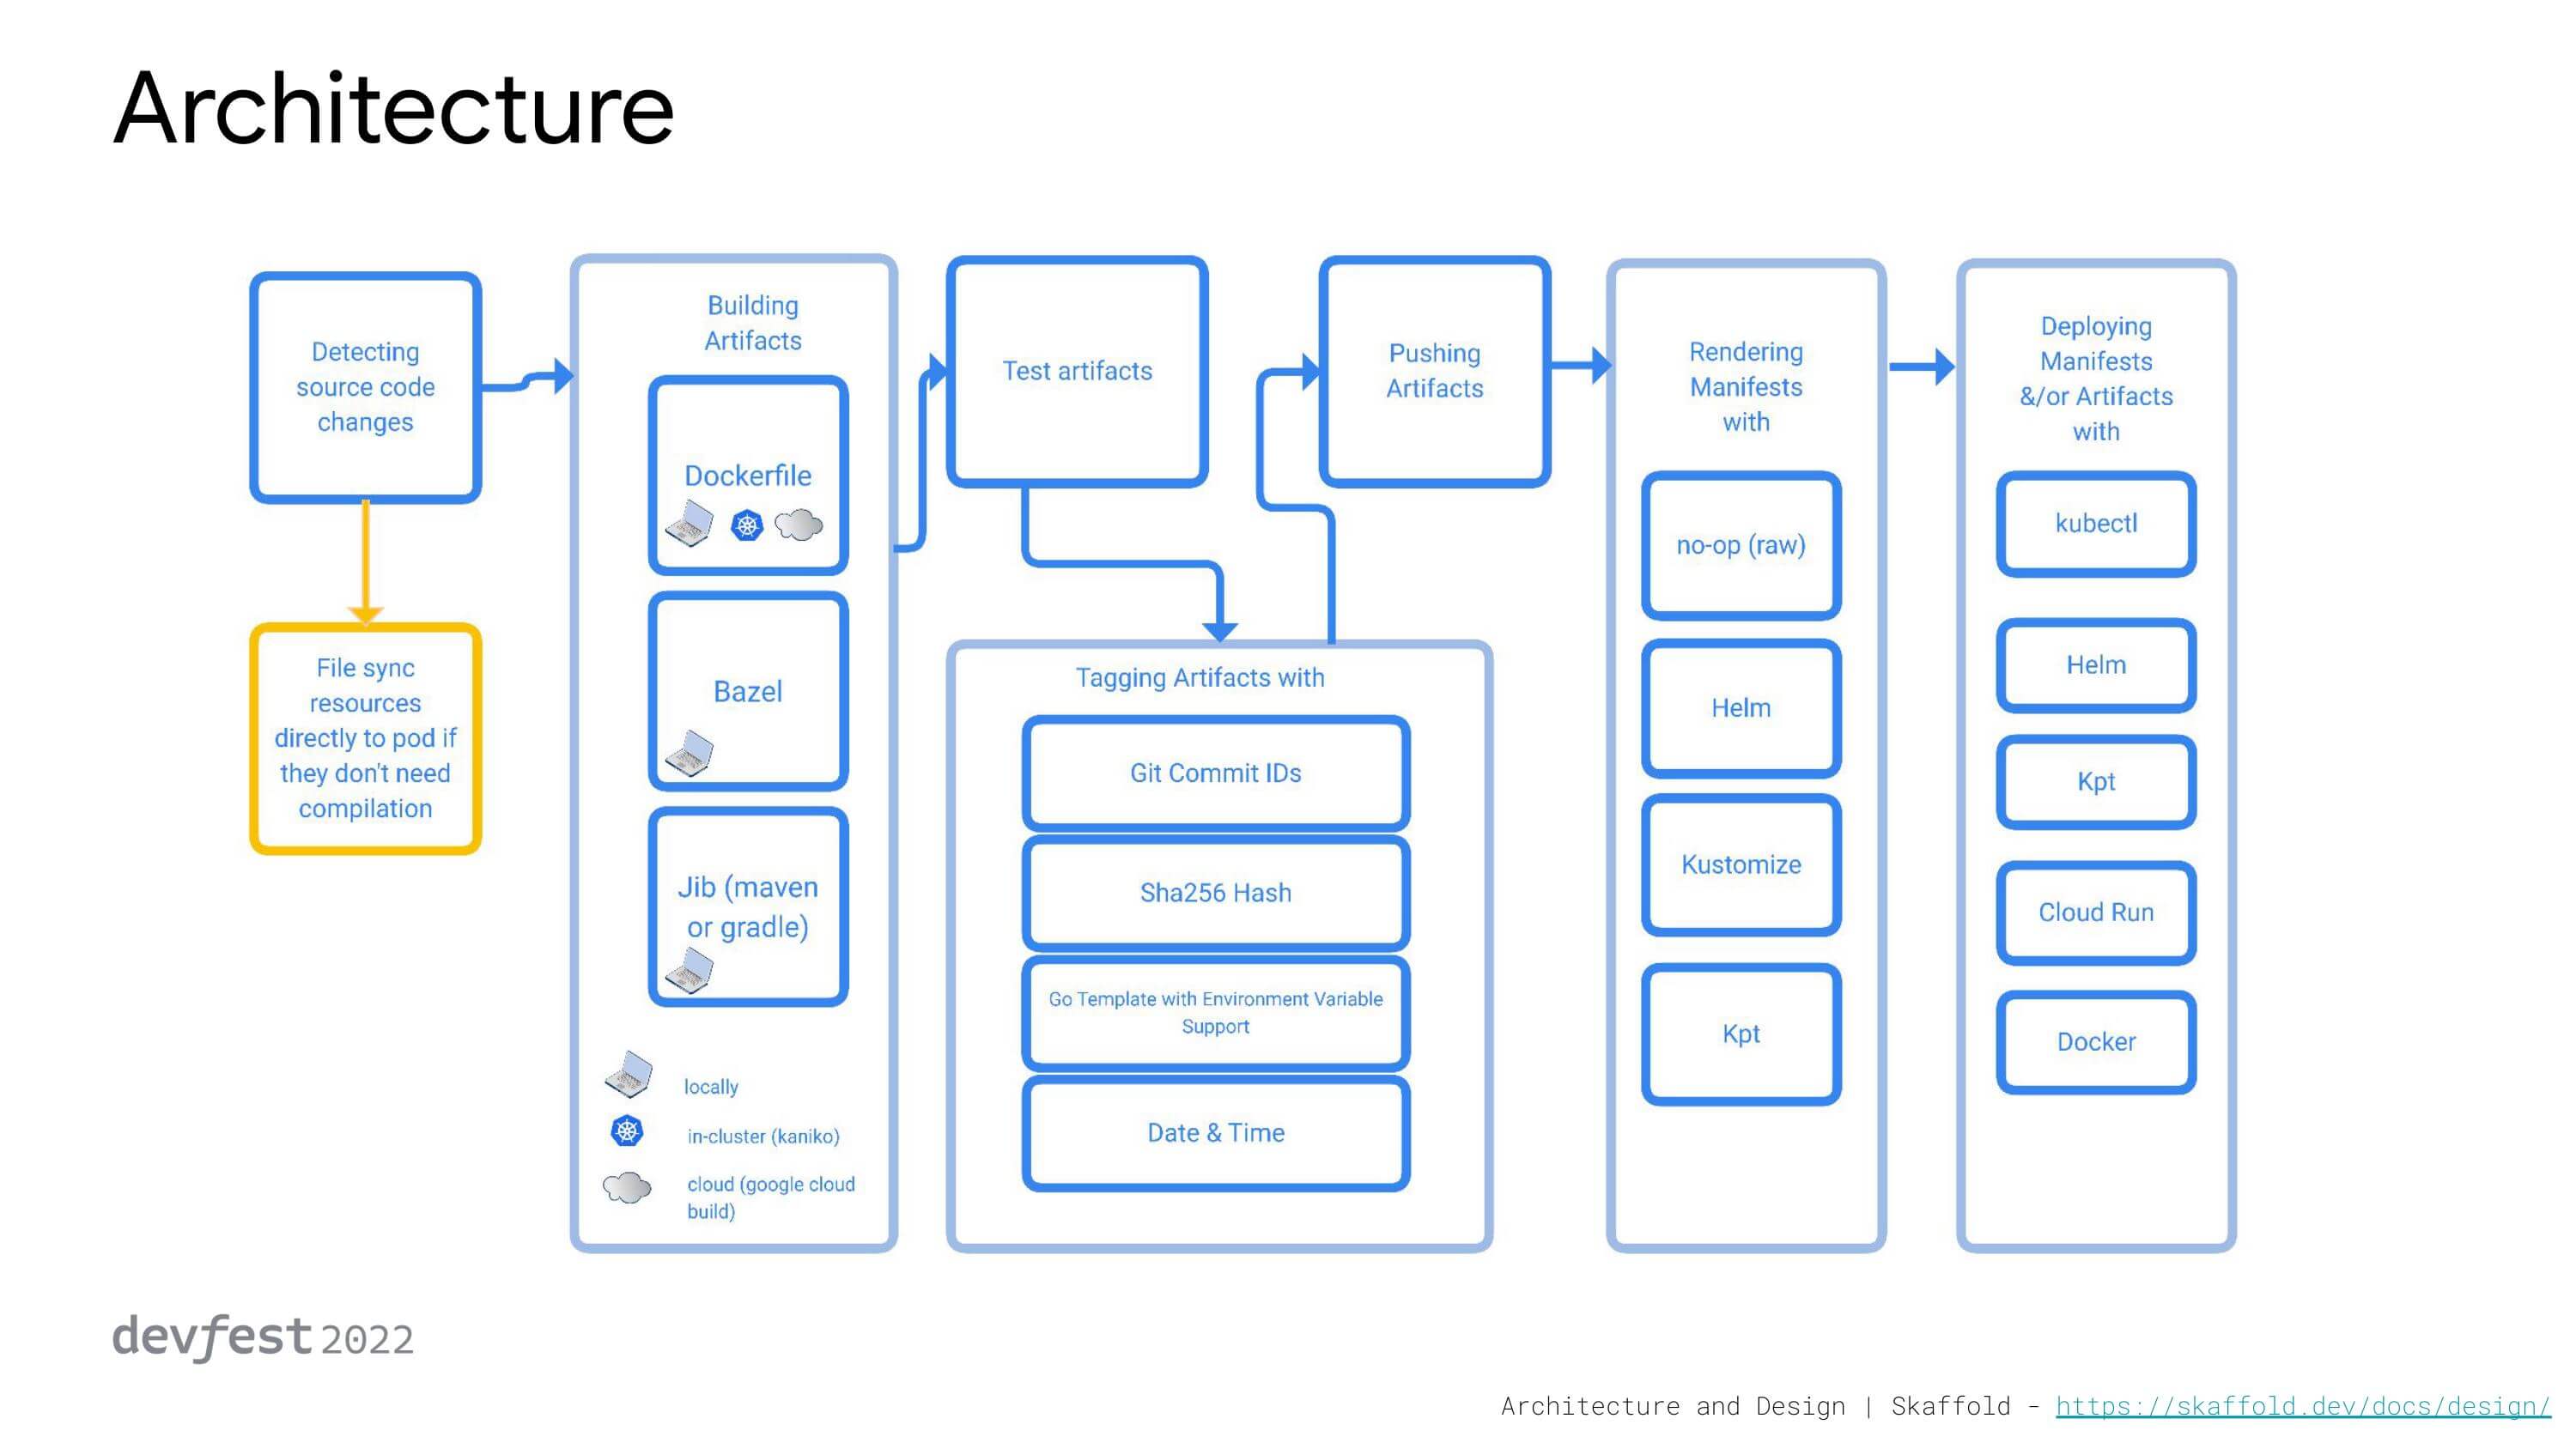 Architecture
Detecting
source code
changes
File sync
resources
directly to pod if
they don't need
compilation
Building
Artifacts
Dockerfile
Bazel
Jib (maven
or gradle)
locally
in-cluster (kaniko)
cloud (google cloud
build)
Test artifacts
Tagging Artifacts with
Git Commit IDs
Sha256 Hash
Go Template with Environment Variable
Support
Date & Time
Pushing
Artifacts
Rendering
Manifests
with
no-op (raw)
Helm
Kustomize
Kpt
Deploying
Manifests
&/or Artifacts
with
kubectl
Helm
Kpt
Cloud Run
Docker
devfest 2022
Architecture and Design | Skaffold - https://skaffold.dev/docs/design/